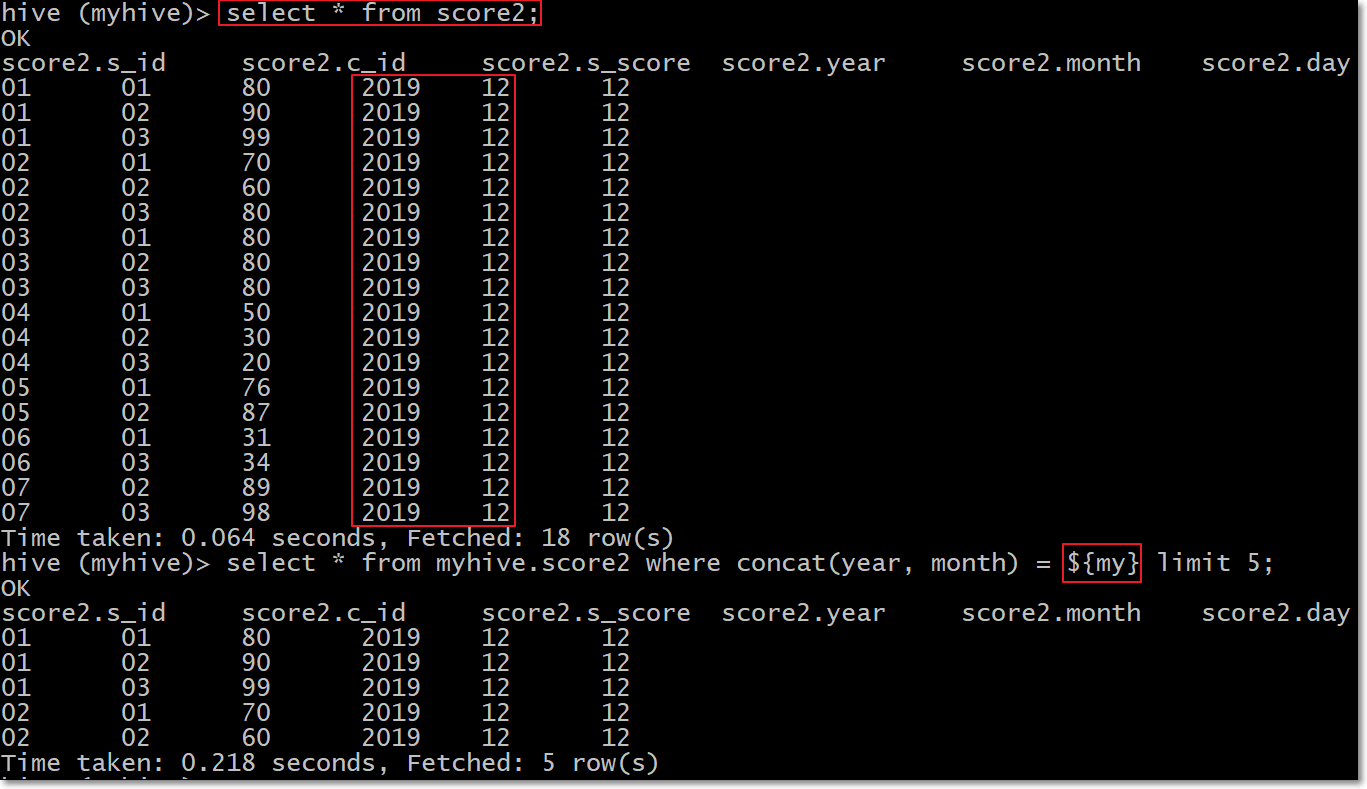 hive (myhive)> select * from score2;
OK
score2.s_id     score2.c_id     score2.s_score  score2.year     score2.month    score2.day
01      01      80      2019    12      12
01      02      90      2019    12      12
01      03      99      2019    12      12
02      01      70      2019    12      12
02      02      60      2019    12      12
02      03      80      2019    12      12
03      01      80      2019    12      12
03      02      80      2019    12      12
03      03      80      2019    12      12
04      01      50      2019    12      12
04      02      30      2019    12      12
04      03      20      2019    12      12
05      01      76      2019    12      12
05      02      87      2019    12      12
06      01      31      2019    12      12
06      03      34      2019    12      12
07      02      89      2019    12      12
07      03      98      2019    12      12
Time taken: 0.064 seconds, Fetched: 18 row(s)
hive (myhive)> select * from myhive.score2 where concat(year, month) = ${my} limit 5;
OK
score2.s_id     score2.c_id     score2.s_score  score2.year     score2.month    score2.day
01      01      80      2019    12      12
01      02      90      2019    12      12
01      03      99      2019    12      12
02      01      70      2019    12      12
02      02      60      2019    12      12
Time taken: 0.218 seconds, Fetched: 5 row(s)